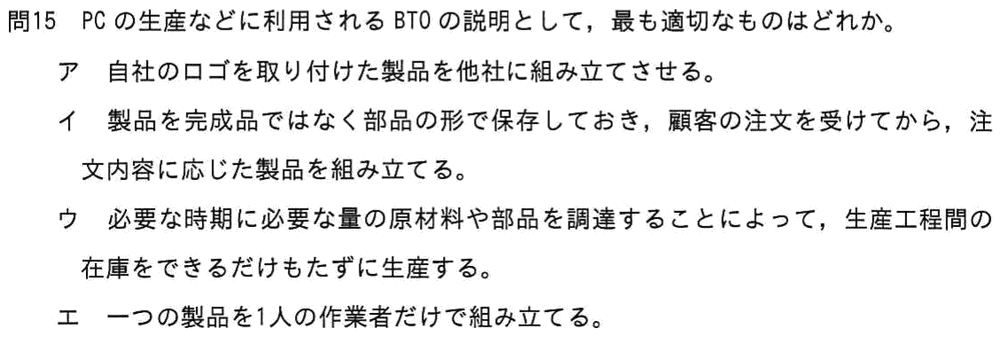 問15 PCの生産などに利用されるBTOの説明として，最も適切なものはどれか。
ア 自社のロゴを取り付けた製品を他社に組み立てさせる。
イ 製品を完成品ではなく部品の形で保存しておき，顧客の注文を受けてから，注
文内容に応じた製品を組み立てる。
ウ 必要な時期に必要な量の原材料や部品を調達することによって，生産工程間の
在庫をできるだけもたずに生産する。
エ 一つの製品を1人の作業者だけで組み立てる。